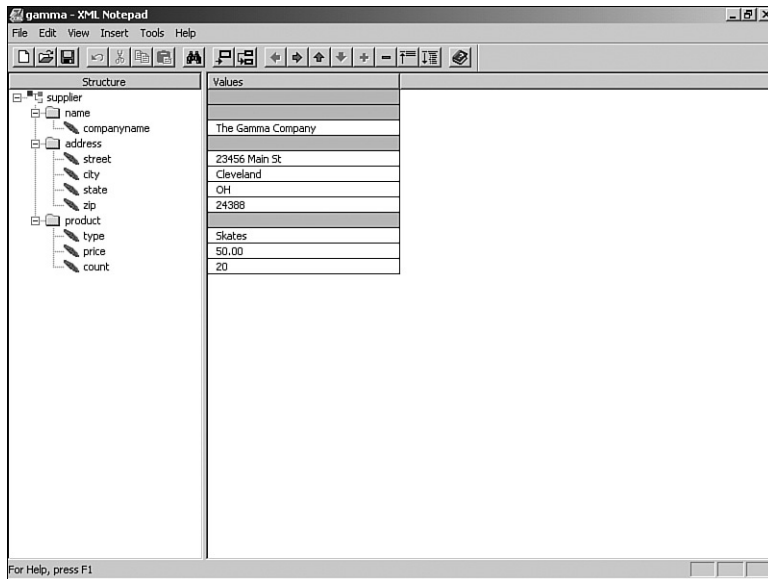 gamma - XML Notepad
File Edit View Insert Tools Help
Structure Values
supplier
name
companyname The Gamma Company
address
street 23456 Main St
city Cleveland
state OH
zip 24388
product
type Skates
price 50.00
count 20
For Help, press F1